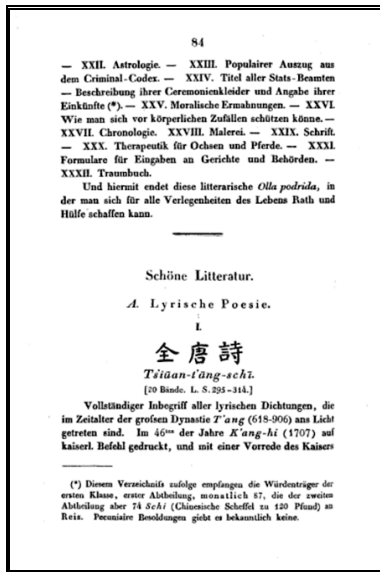 84
— XXII. Astrologie. — XXIII. Populairer Auszug aus
dem Criminal-Codex. — XXIV. Titel aller Stats-Beamten
— Beschreibung ihrer Ceremonienkleider und Angabe ihrer
Einkünfte (*). — XXV. Moralische Ermahnungen. — XXVI.
Wie man sich vor körperlichen Zufällen schützen könne. —
XXVII. Chronologie. XXVIII. Malerei. — XXIX. Schrift.
— XXX. Therapeutik für Ochsen und Pferde. — XXXI.
Formulare für Eingaben an Gerichte und Behörden. —
XXXII. Traumbuch.
Und hiermit endet diese litterarische Olla podrida, in
der man sich für alle Verlegenheiten des Lebens Rath und
Hülfe schaffen kann.
Schöne Litteratur.
A. Lyrische Poesie.
I.
全唐詩
Ts'iüan-t'âng-schī.
[20 Bände. L. S. 295-314.]
Vollständiger Inbegriff aller lyrischen Dichtungen, die
im Zeitalter der grofsen Dynastie T'ang (618-906) ans Licht
getreten sind. Im 46sten der Jahre K'ang-hi (1707) auf
kaiserl. Befehl gedruckt, und mit einer Vorrede des Kaisers
(*) Diesem Verzeichnifs zufolge empfangen die Würdenträger der
ersten Klasse, erster Abtheilung, monatlich 87, die der zweiten
Abtheilung aber 74 Schi (Chinesische Scheffel zu 120 Pfund) an
Reis. Pecuniaire Besoldungen giebt es bekanntlich keine.